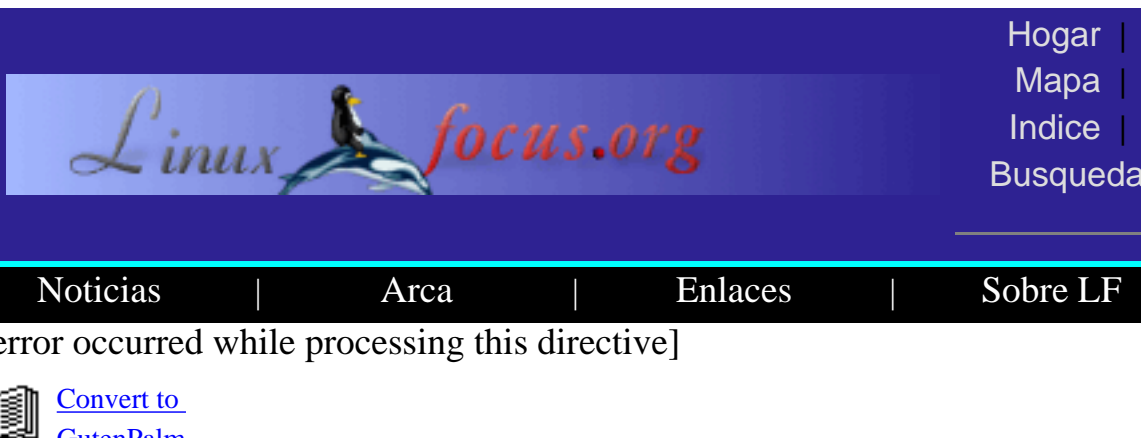 Hogar |
Mapa |
Indice |
Busqueda
Linux focus.org
Noticias | Arca | Enlaces | Sobre LF
error occurred while processing this directive]
Convert to
GutenPalm